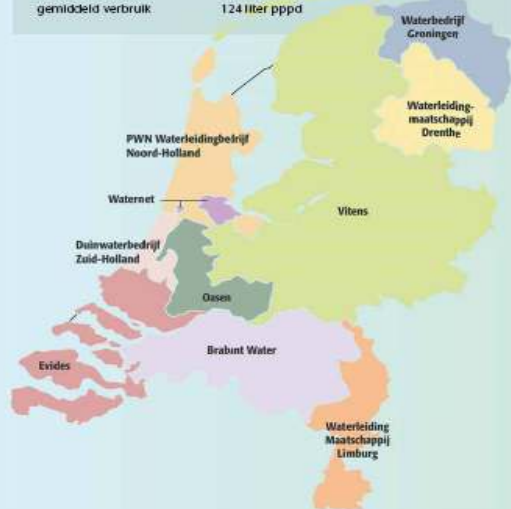 gemiddeld verbruik 124 liter pppd
Waterbedrijf
Groningen
Waterleiding-
maatschappij
Drenthe
PWN Waterleidingbedrijf
Noord-Holland
Waternet
Vitens
Duinwaterbedrijf
Zuid-Holland
Oasen
Brabant Water
Evides
Waterleiding
Maatschappij
Limburg